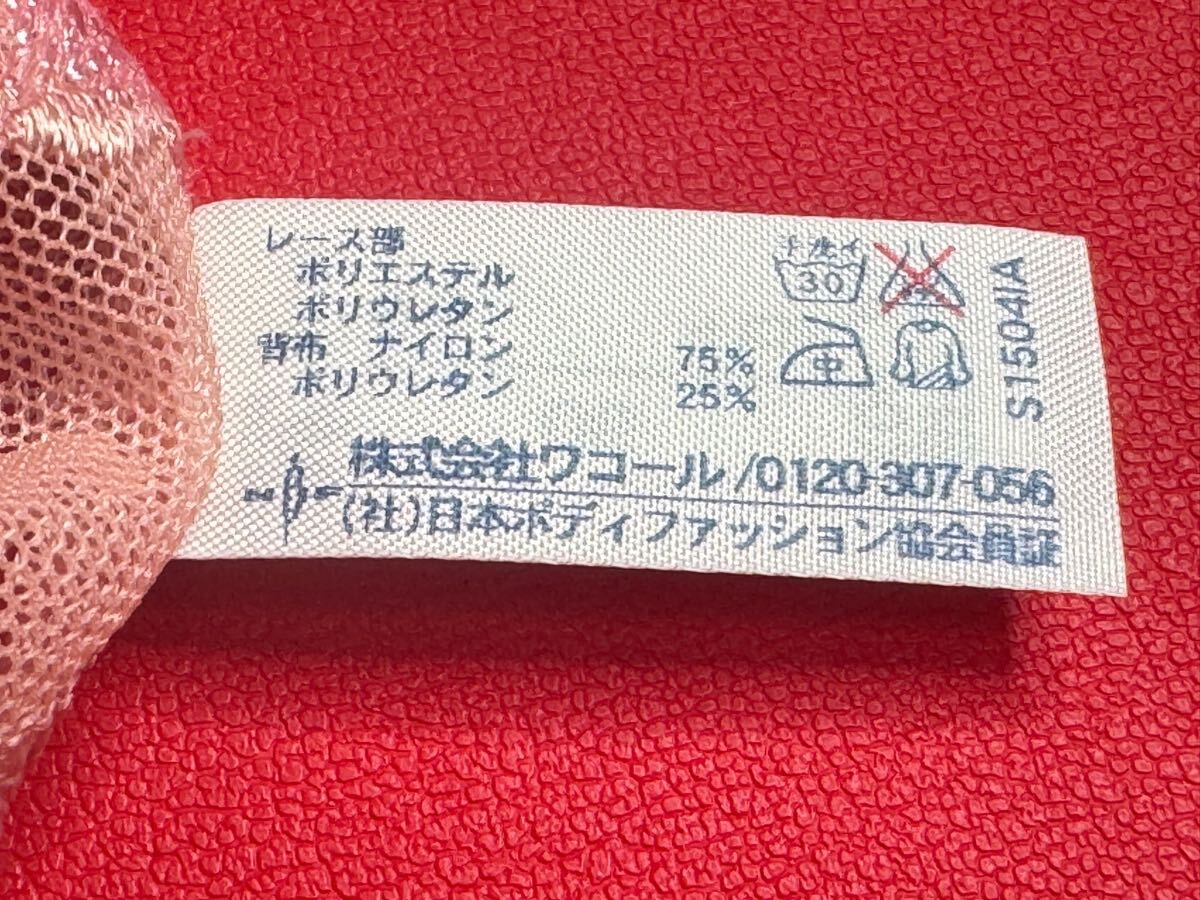 レース部
ポリエステル
ポリウレタン
背布 ナイロン 75%
ポリウレタン 25%
手洗イ
30
中
S1504IA
株式会社ワコール/0120-307-056
(社)日本ボディファッション協会員証